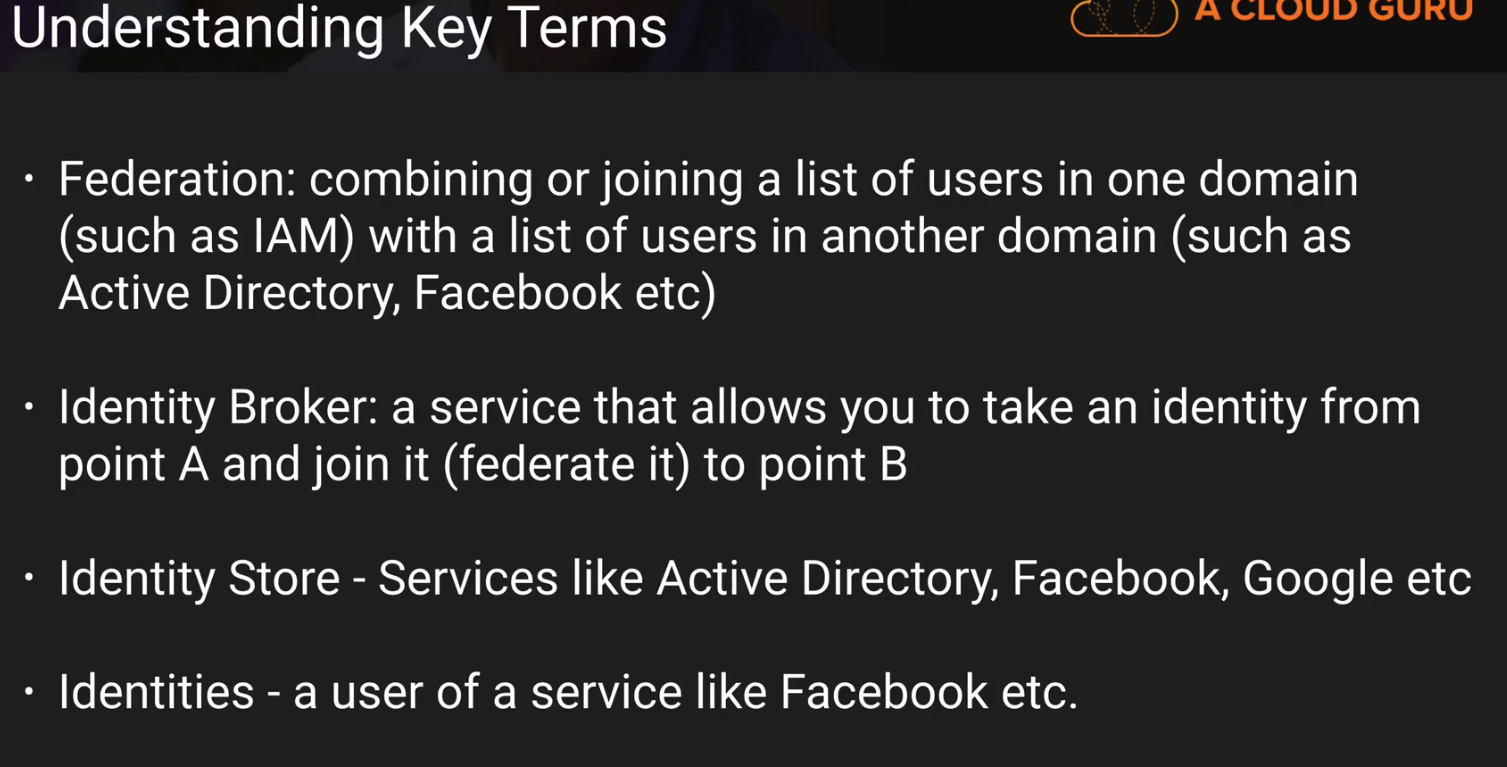 Understanding Key Terms
A CLOUD GURU
• Federation: combining or joining a list of users in one domain
(such as IAM) with a list of users in another domain (such as
Active Directory, Facebook etc)
• Identity Broker: a service that allows you to take an identity from
point A and join it (federate it) to point B
• Identity Store - Services like Active Directory, Facebook, Google etc
• Identities - a user of a service like Facebook etc.